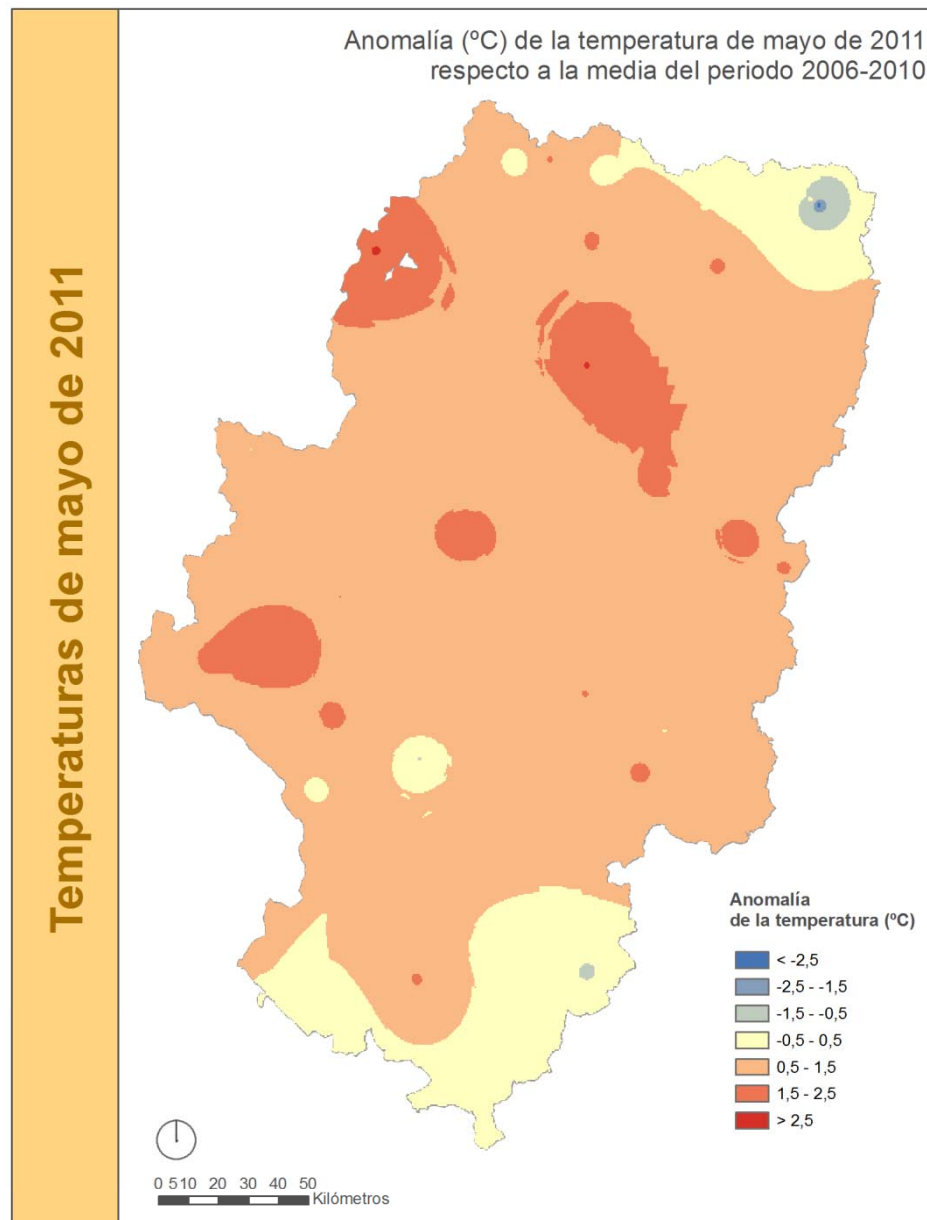 Temperaturas de mayo de 2011
Anomalía (ºC) de la temperatura de mayo de 2011
respecto a la media del periodo 2006-2010
Anomalía
de la temperatura (ºC)
< -2,5
-2,5 - -1,5
-1,5 - -0,5
-0,5 - 0,5
0,5 - 1,5
1,5 - 2,5
> 2,5
0 5 10 20 30 40 50
Kilómetros